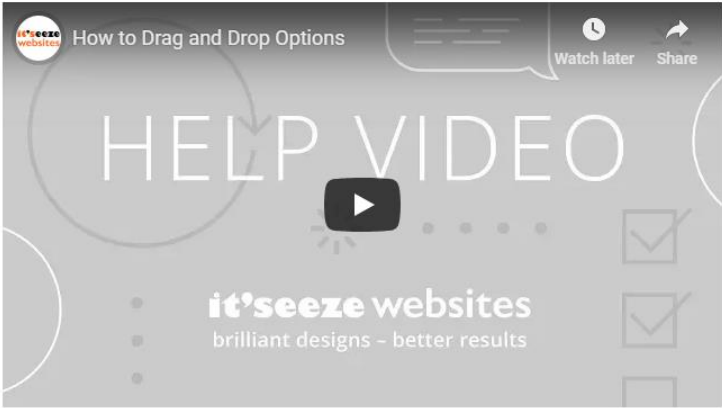 it'seeze
websites
How to Drag and Drop Options
Watch later
Share
HELP VIDEO
it'seeze websites
brilliant designs – better results